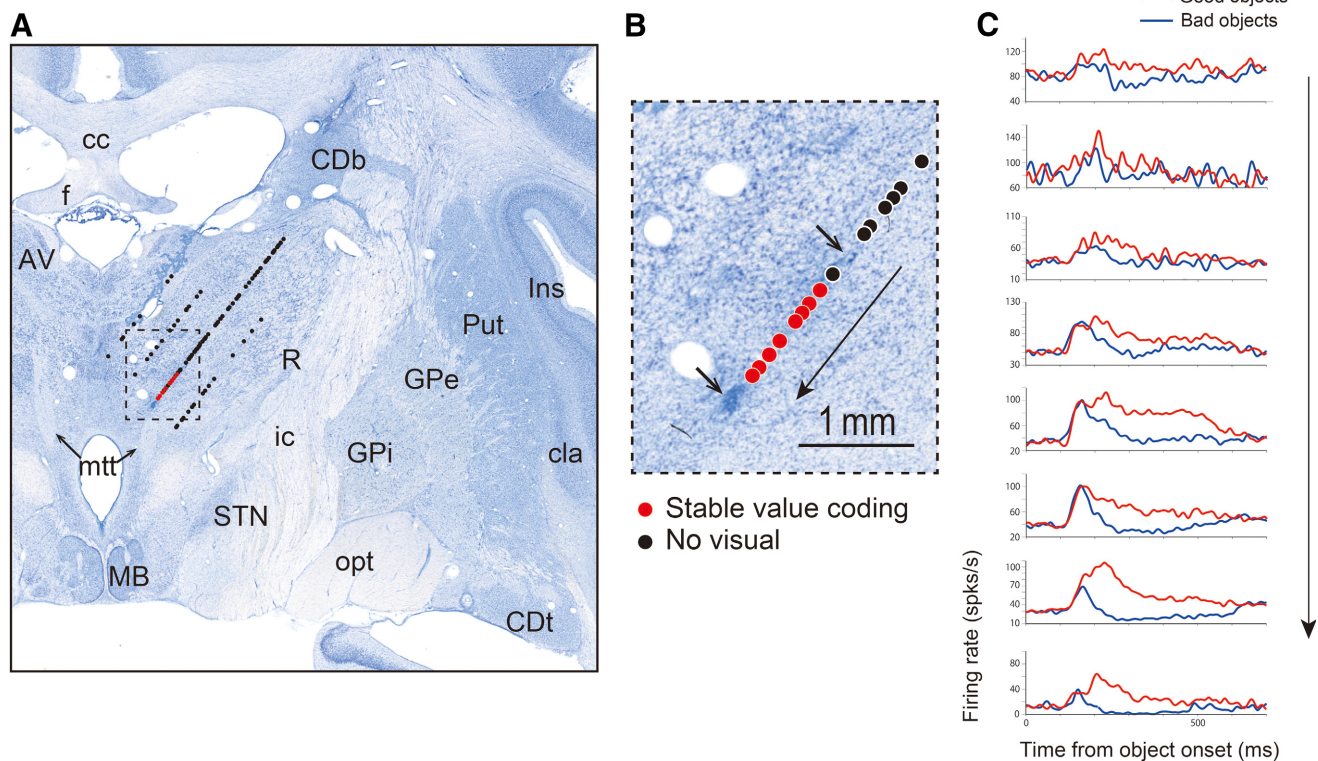 A
cc
CDb
f
AV
Ins
Put
R
GPe
ic
GPi
cla
mtt
STN
opt
MB
CDt
B
1 mm
Stable value coding
No visual
C
objects
Bad objects
120
80
40
140
100
60
110
60
10
130
80
30
100
60
20
100
60
20
100
70
40
10
80
40
0
0 500
Firing rate (spks/s)
Time from object onset (ms)